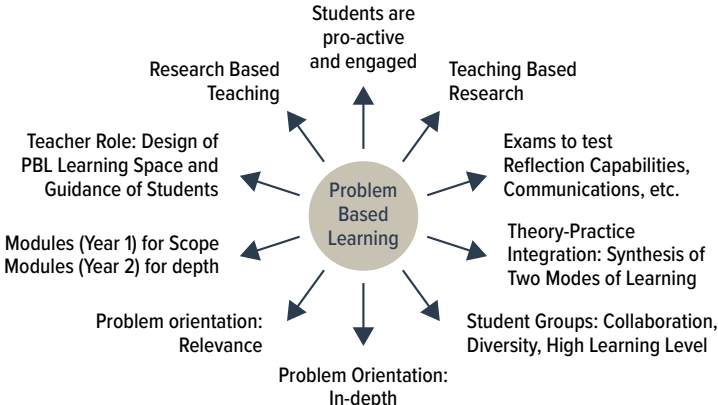 Students are
pro-active
and engaged
Research Based
Teaching
Teaching Based
Research
Teacher Role: Design of
PBL Learning Space and
Guidance of Students
Exams to test
Reflection Capabilities,
Communications, etc.
Problem
Based
Learning
Modules (Year 1) for Scope
Modules (Year 2) for depth
Theory-Practice
Integration: Synthesis of
Two Modes of Learning
Problem orientation:
Relevance
Student Groups: Collaboration,
Diversity, High Learning Level
Problem Orientation:
In-depth